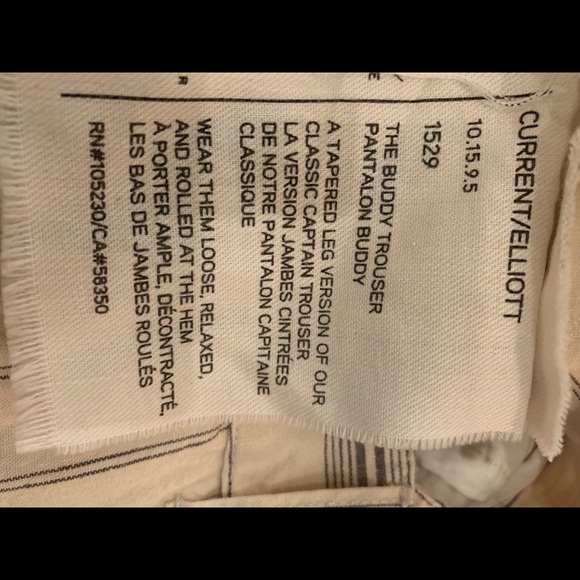 CURRENT/ELLIOTT
10.15.9.5
1529
THE BUDDY TROUSER
PANTALON BUDDY
A TAPERED LEG VERSION OF OUR
CLASSIC CAPTAIN TROUSER
LA VERSION JAMBES CINTRÉES
DE NOTRE PANTALON CAPITAINE
CLASSIQUE
WEAR THEM LOOSE, RELAXED,
AND ROLLED AT THE HEM
À PORTER AMPLE, DÉCONTRACTÉ,
LES BAS DE JAMBES ROULÉS
RN#105230/CA#58350